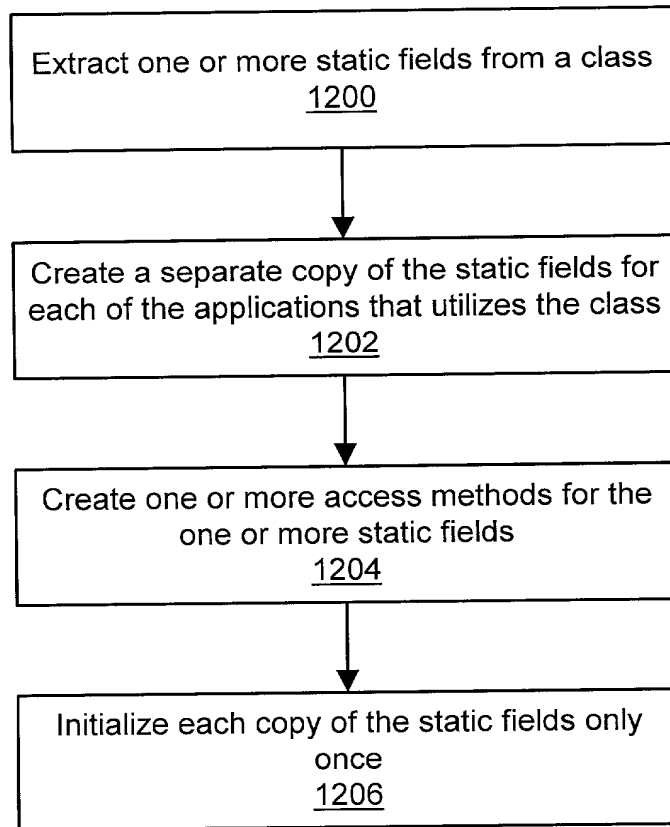 Extract one or more static fields from a class
1200
Create a separate copy of the static fields for
each of the applications that utilizes the class
1202
Create one or more access methods for the
one or more static fields
1204
Initialize each copy of the static fields only
once
1206